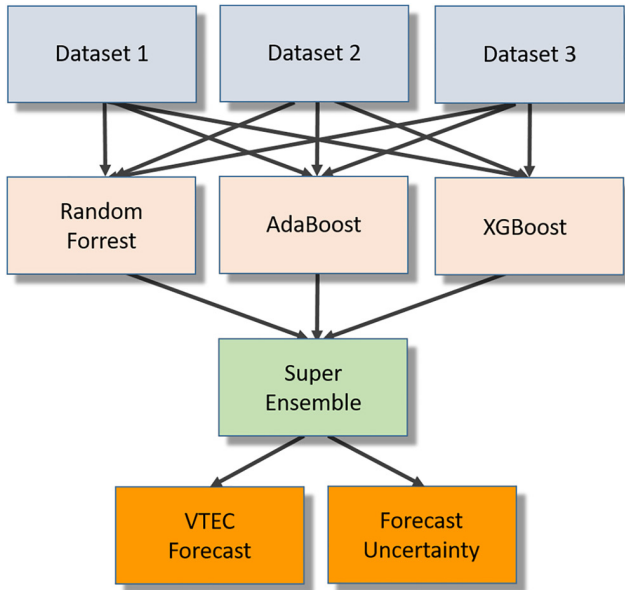 Dataset 1
Dataset 2
Dataset 3
Random
Forrest
AdaBoost
XGBoost
Super
Ensemble
VTEC
Forecast
Forecast
Uncertainty